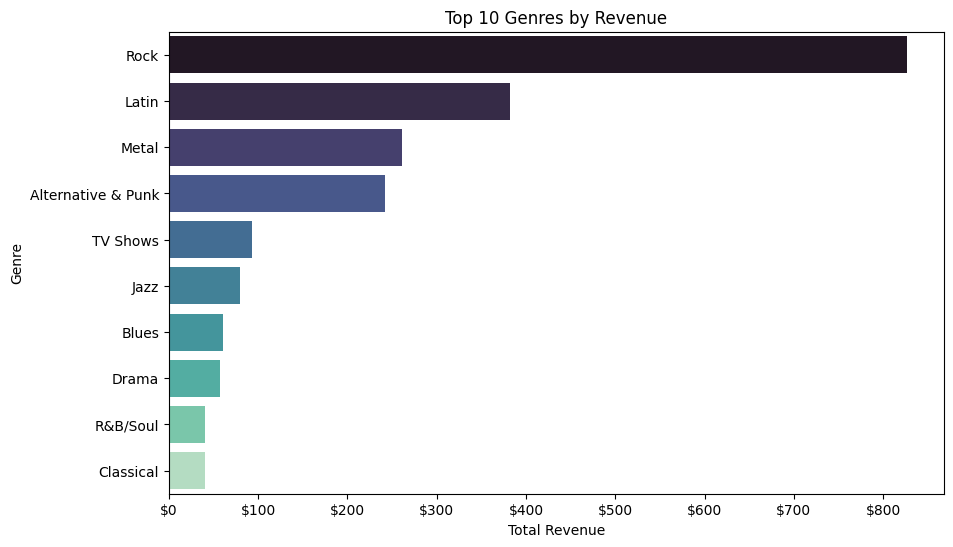 Top 10 Genres by Revenue
Genre
Rock
Latin
Metal
Alternative & Punk
TV Shows
Jazz
Blues
Drama
R&B/Soul
Classical
$0 $100 $200 $300 $400 $500 $600 $700 $800
Total Revenue